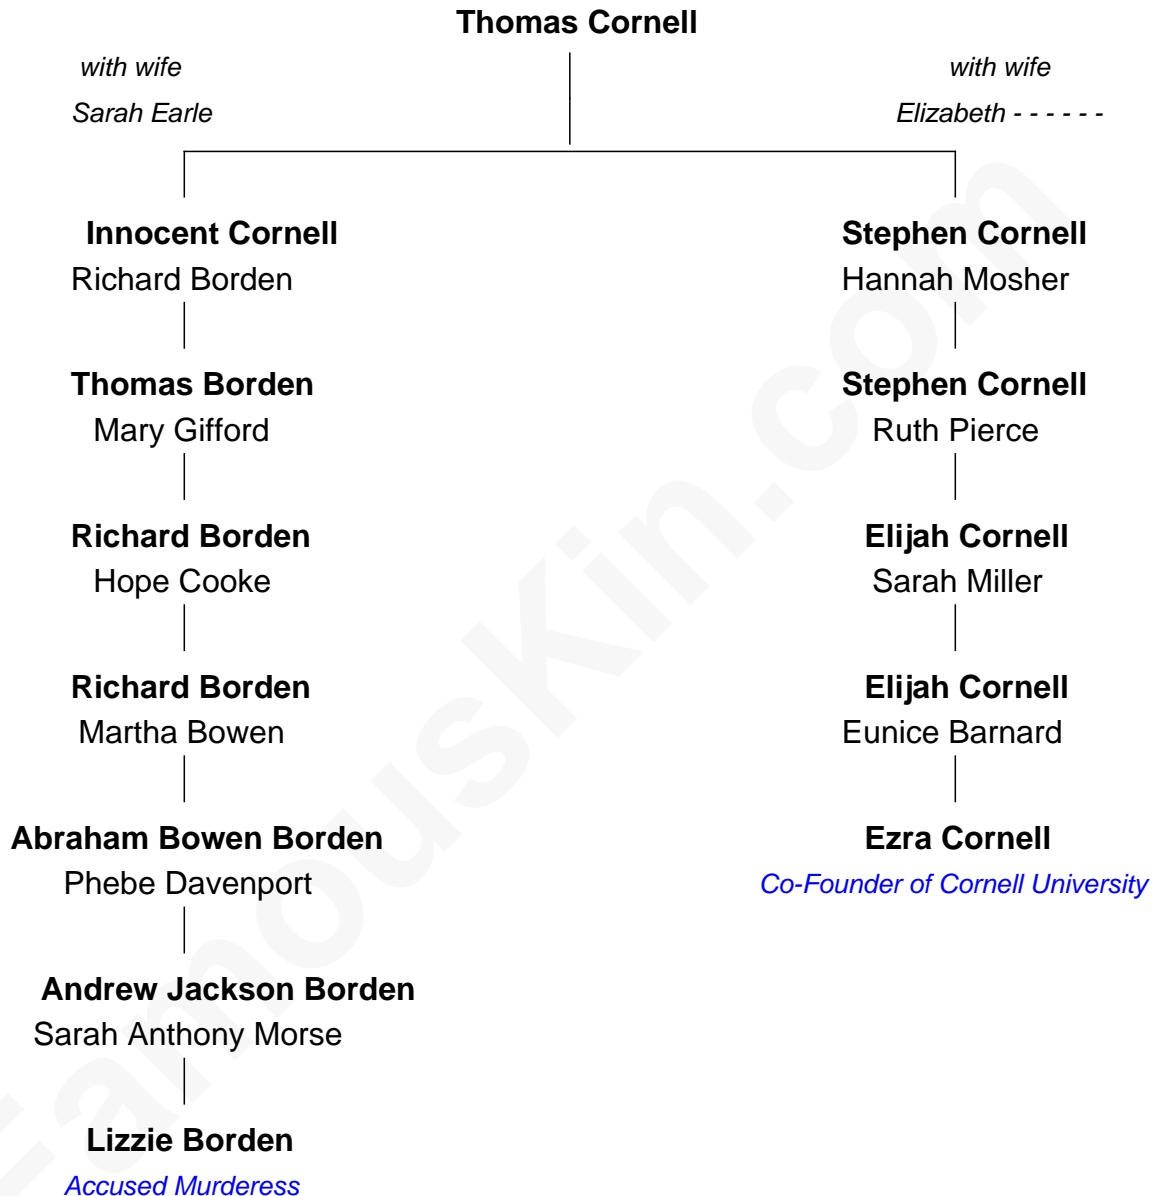 Thomas Cornell
with wife
Sarah Earle
with wife
Elizabeth - - - - - -
Innocent Cornell
Richard Borden
Stephen Cornell
Hannah Mosher
Thomas Borden
Mary Gifford
Stephen Cornell
Ruth Pierce
Richard Borden
Hope Cooke
Elijah Cornell
Sarah Miller
Richard Borden
Martha Bowen
Elijah Cornell
Eunice Barnard
Abraham Bowen Borden
Phebe Davenport
Ezra Cornell
Co-Founder of Cornell University
Andrew Jackson Borden
Sarah Anthony Morse
Lizzie Borden
Accused Murderess
FamousKin.com